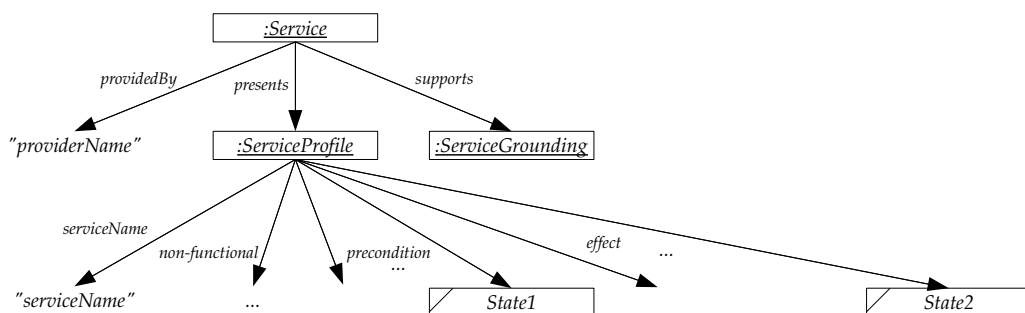 :Service
providedBy
presents
supports
"providerName"
:ServiceProfile
:ServiceGrounding
serviceName
non-functional
precondition
...
effect
...
"serviceName"
...
...
State1
...
State2